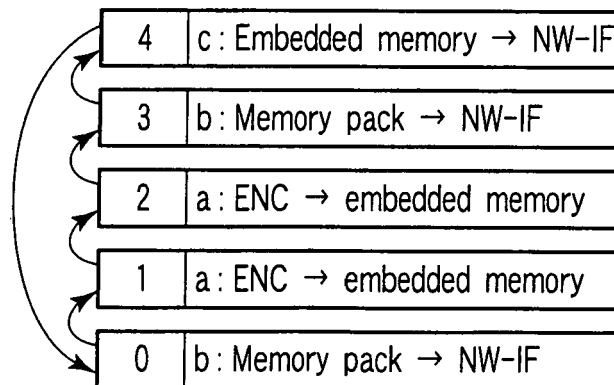 4 c : Embedded memory → NW-IF
3 b : Memory pack → NW-IF
2 a : ENC → embedded memory
1 a : ENC → embedded memory
0 b : Memory pack → NW-IF